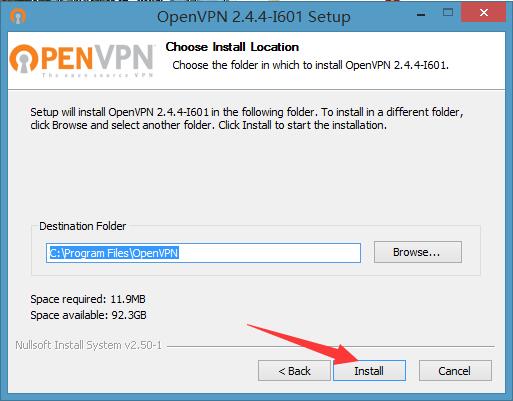 OpenVPN 2.4.4-I601 Setup
OPENVPN
The open source VPN
Choose Install Location
Choose the folder in which to install OpenVPN 2.4.4-I601.
Setup will install OpenVPN 2.4.4-I601 in the following folder. To install in a different folder,
click Browse and select another folder. Click Install to start the installation.
Destination Folder
C:\Program Files\OpenVPN
Browse...
Space required: 11.9MB
Space available: 92.3GB
Nullsoft Install System v2.50-1
< Back
Install
Cancel